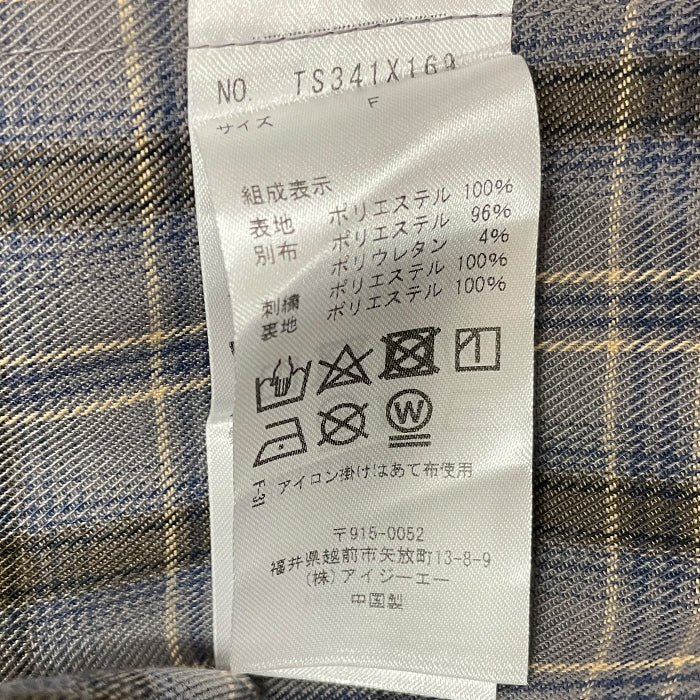 NO. TS341X169
サイズ F
組成表示
表地 ポリエステル 100%
別布 ポリエステル 96%
ポリウレタン 4%
刺繍 ポリエステル 100%
裏地 ポリエステル 100%
W
F-31 アイロン掛けはあて布使用
〒915-0052
福井県越前市矢放町13-8-9
(株)アイジーエー
中国製